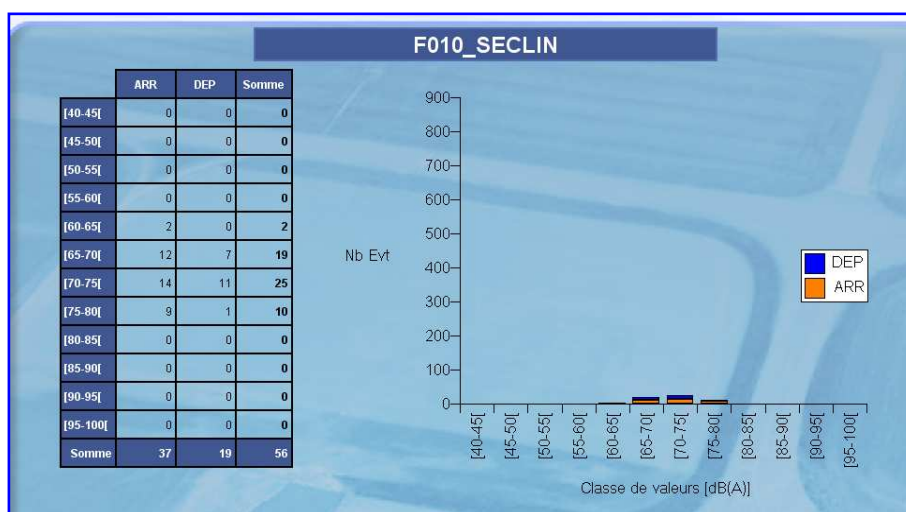 F010_SECLIN
ARR DEP Somme
[40-45[ 0 0 0
[45-50[ 0 0 0
[50-55[ 0 0 0
[55-60[ 0 0 0
[60-65[ 2 0 2
[65-70[ 12 7 19
[70-75[ 14 11 25
[75-80[ 9 1 10
[80-85[ 0 0 0
[85-90[ 0 0 0
[90-95[ 0 0 0
[95-100[ 0 0 0
Somme 37 19 56
900
800
700
600
500
400
300
200
100
0
Nb Evt
[40-45[ [45-50[ [50-55[ [55-60[ [60-65[ [65-70[ [70-75[ [75-80[ [80-85[ [85-90[ [90-95[ [95-100[
Classe de valeurs [dB(A)]
DEP
ARR